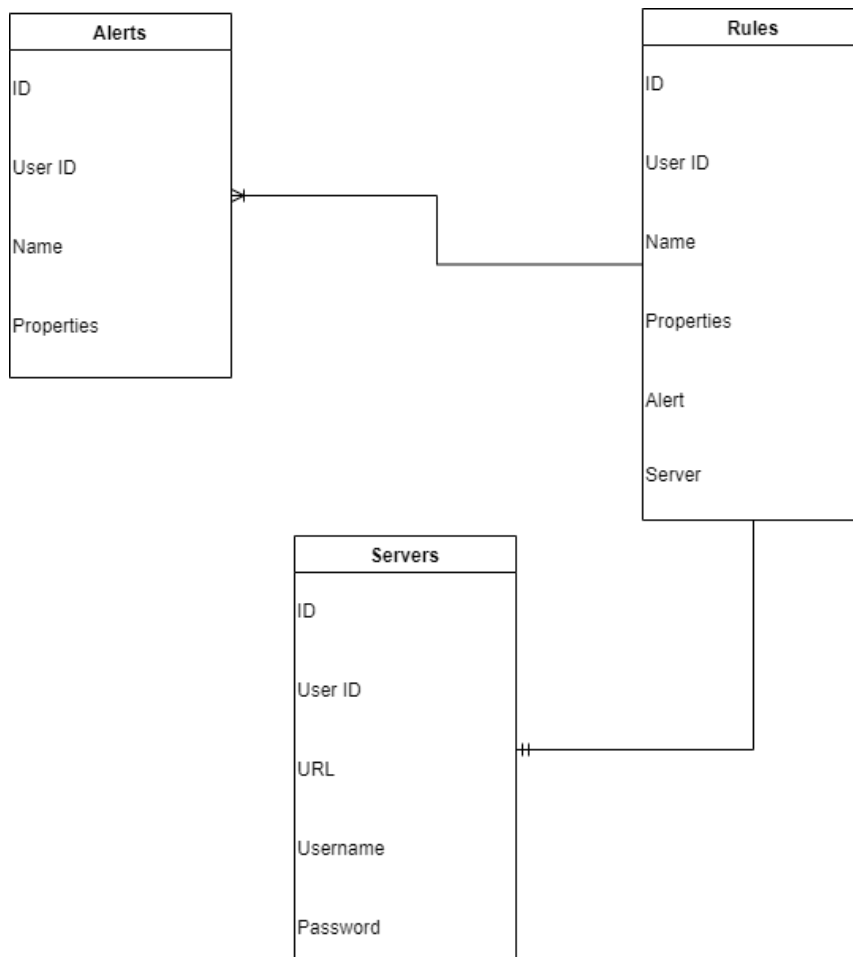 Alerts
ID
User ID
Name
Properties
Rules
ID
User ID
Name
Properties
Alert
Server
Servers
ID
User ID
URL
Username
Password